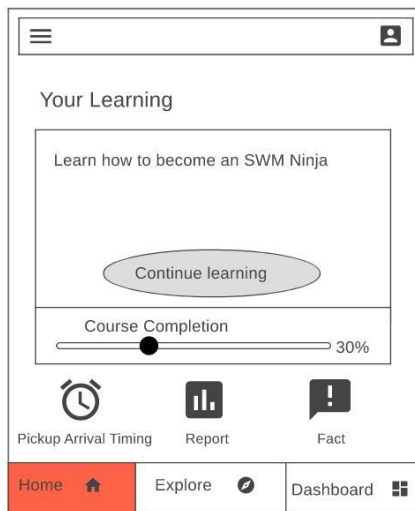 Your Learning
Learn how to become an SWM Ninja
Continue learning
Course Completion
30%
Pickup Arrival Timing
Report
Fact
Home
Explore
Dashboard